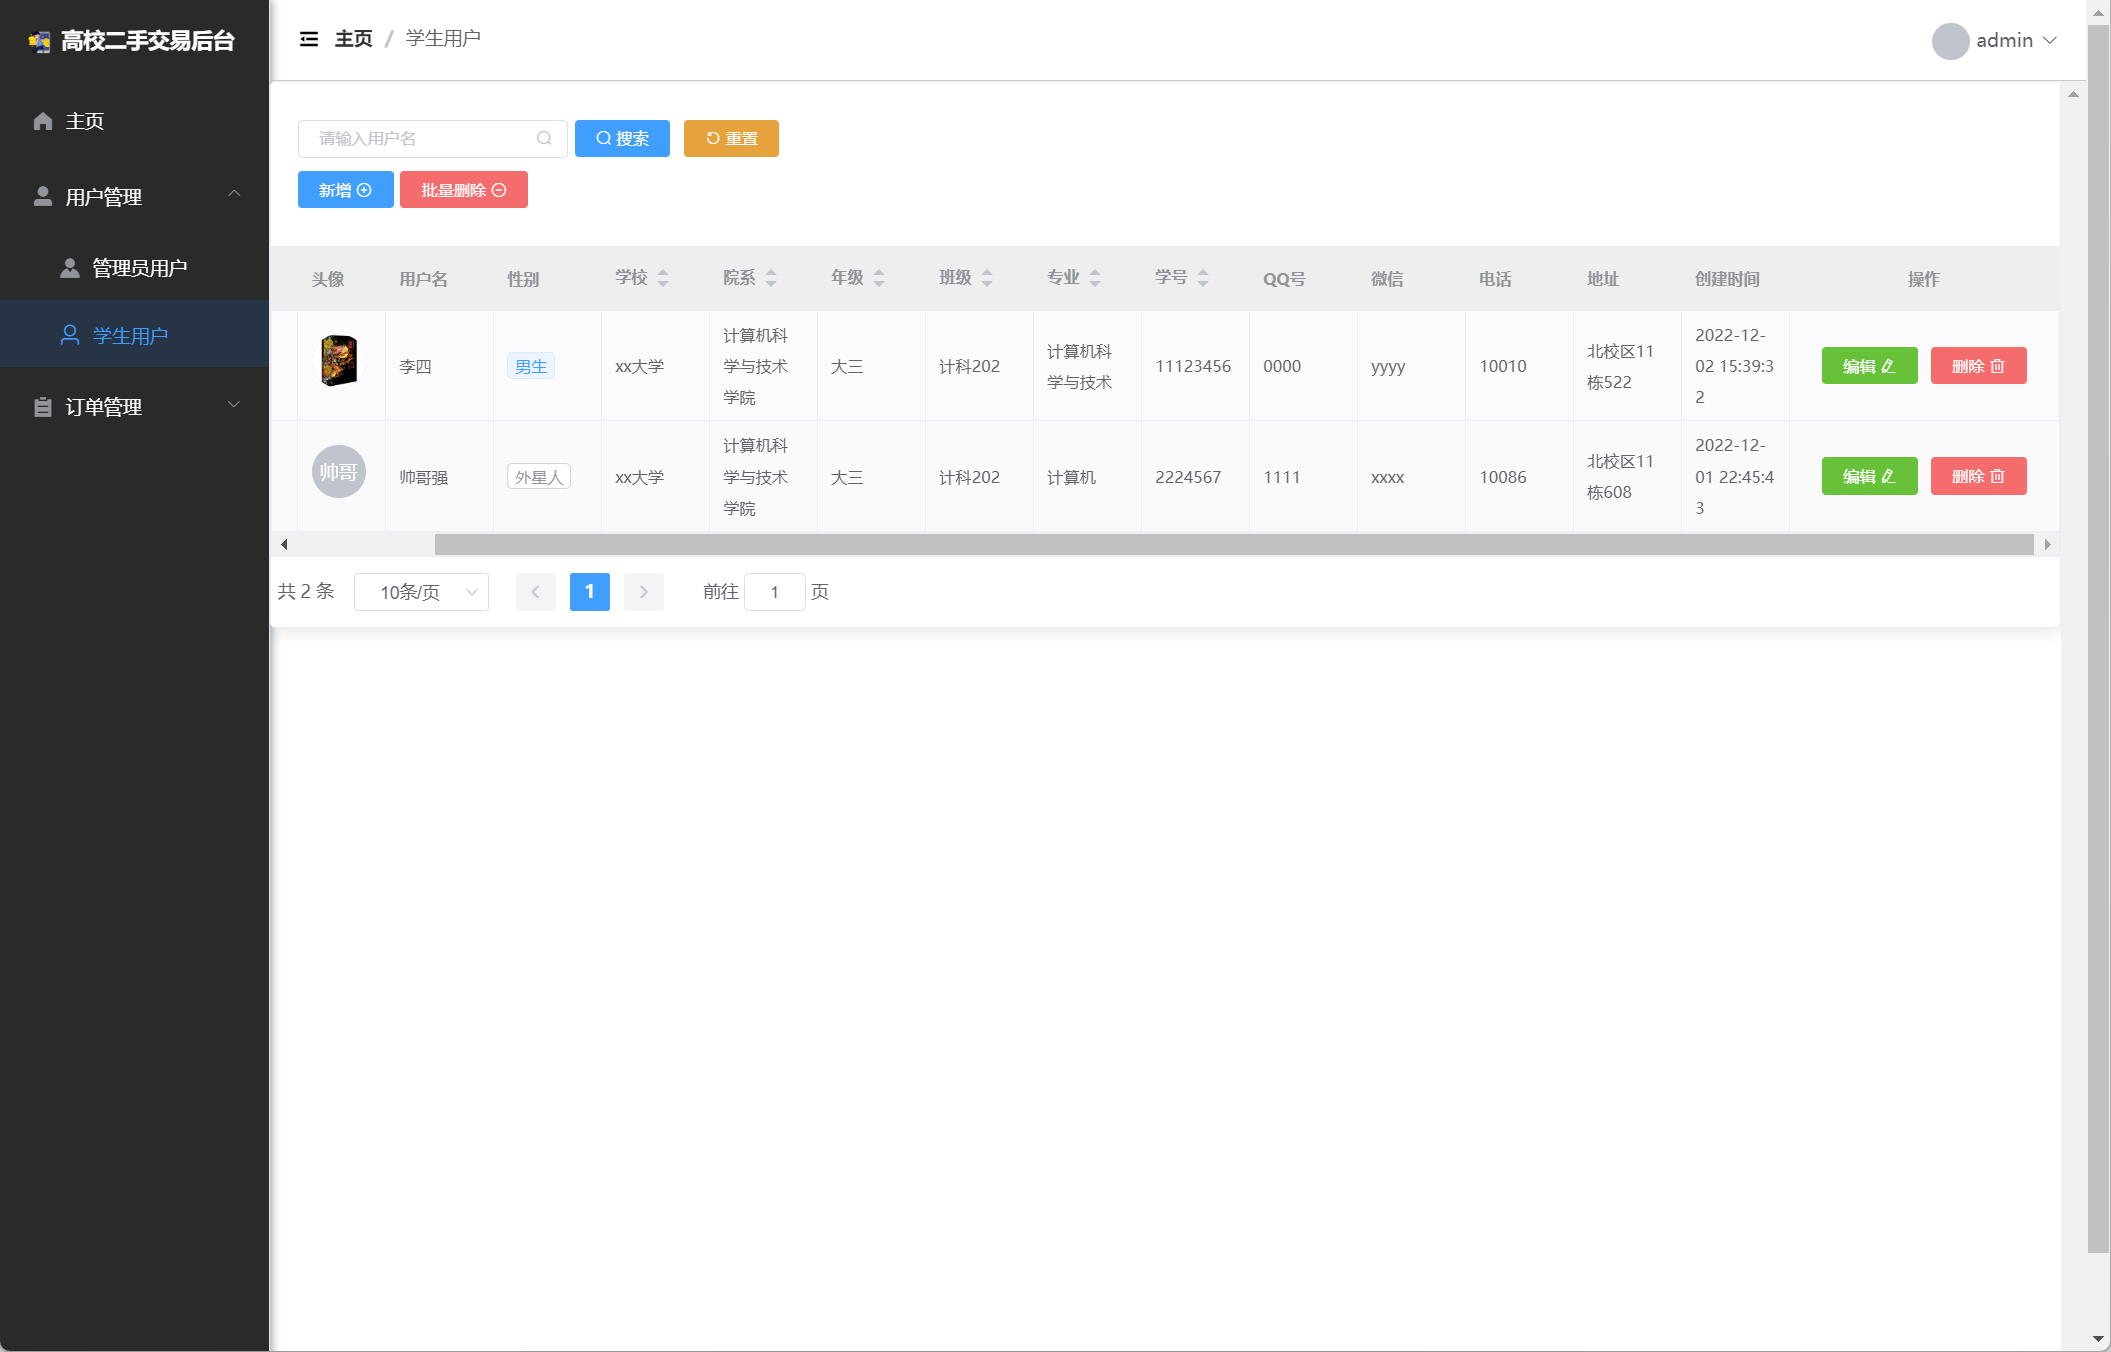 高校二手交易后台
主页 / 学生用户
admin
主页
用户管理
管理员用户
学生用户
订单管理
请输入用户名 搜索 重置
新增 批量删除
头像 用户名 性别 学校 院系 年级 班级 专业 学号 QQ号 微信 电话 地址 创建时间 操作
李四 男生 xx大学 计算机科 大三 计科202 计算机科 11123456 0000 yyyy 10010 北校区11 2022-12- 编辑 删除
学与技术 学与技术 栋522 02 15:39:3
学院 2
帅哥 帅哥强 外星人 xx大学 计算机科 大三 计科202 计算机 2224567 1111 xxxx 10086 北校区11 2022-12- 编辑 删除
学与技术 栋608 01 22:45:4
学院 3
共 2 条 10条/页 1 前往 1 页